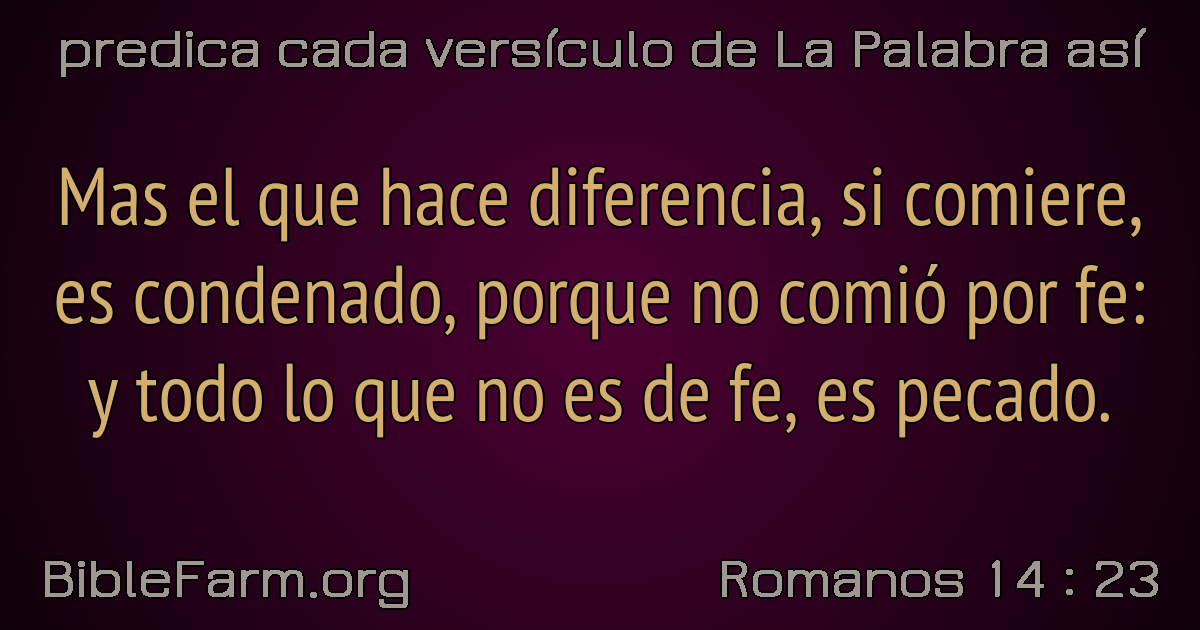 predica cada versículo de La Palabra así
Mas el que hace diferencia, si comiere,
es condenado, porque no comió por fe:
y todo lo que no es de fe, es pecado.
BibleFarm.org
Romanos 14 : 23